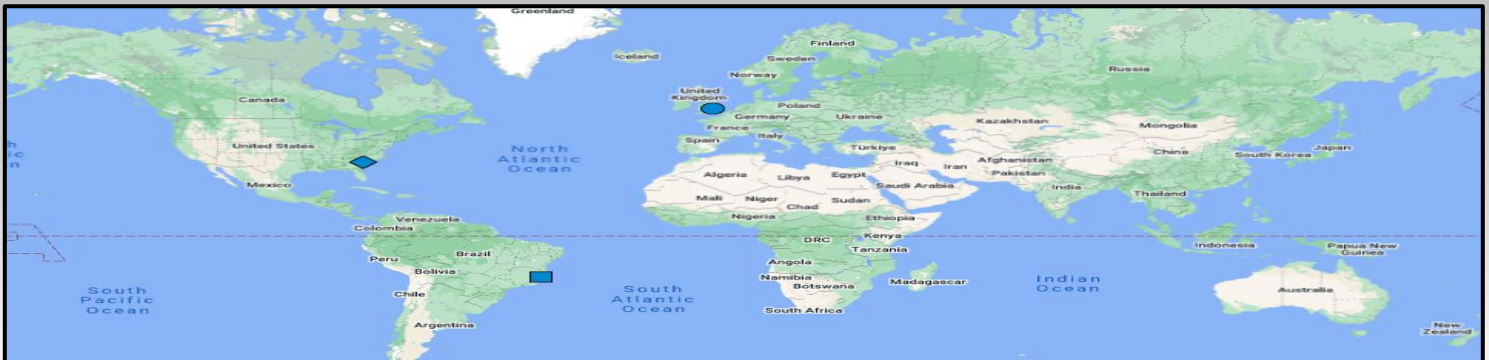 Greenland
Iceland
Finland
Sweden
Norway
Russia
United
Kingdom
Canada
Poland
Germany
Ukraine
France
Kazakhstan
Mongolia
Italy
Spain
United States
Türkiye
North
Atlantic
Ocean
Japan
China
South Korea
Iraq
Iran
Afghanistan
Pakistan
Algeria
Libya
Egypt
Saudi Arabia
Mexico
India
Thailand
Mali
Niger
Chad
Sudan
Nigeria
Ethiopia
Venezuela
Colombia
DRC
Kenya
Tanzania
Indonesia
Papua New
Guinea
Peru
Brazil
Bolivia
Angola
Namibia
Botswana
Madagascar
Indian
Ocean
South
Pacific
Ocean
Chile
South
Atlantic
Ocean
South Africa
Australia
Argentina
New
Zealand